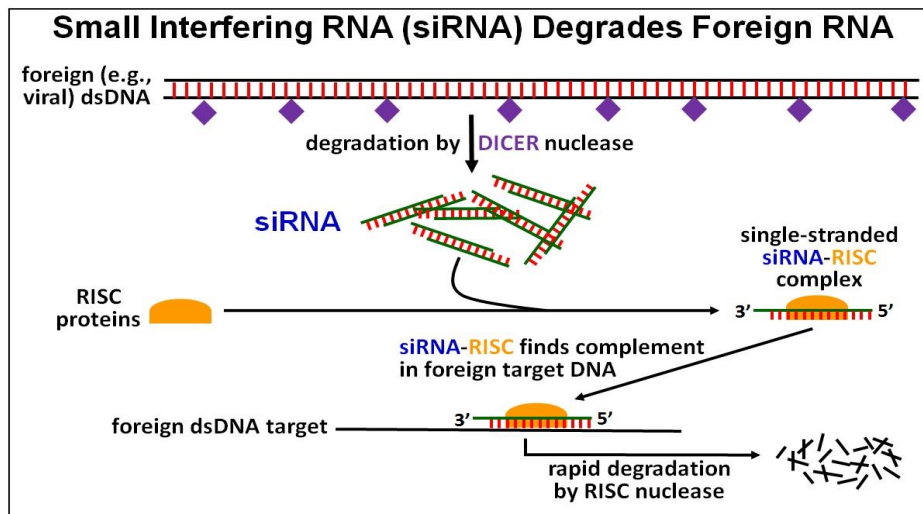 Small Interfering RNA (siRNA) Degrades Foreign RNA
foreign (e.g.,
viral) dsDNA
degradation by DICER nuclease
siRNA
single-stranded
siRNA-RISC
complex
RISC
proteins
3’
5’
siRNA-RISC finds complement
in foreign target DNA
3’
5’
foreign dsDNA target
rapid degradation
by RISC nuclease